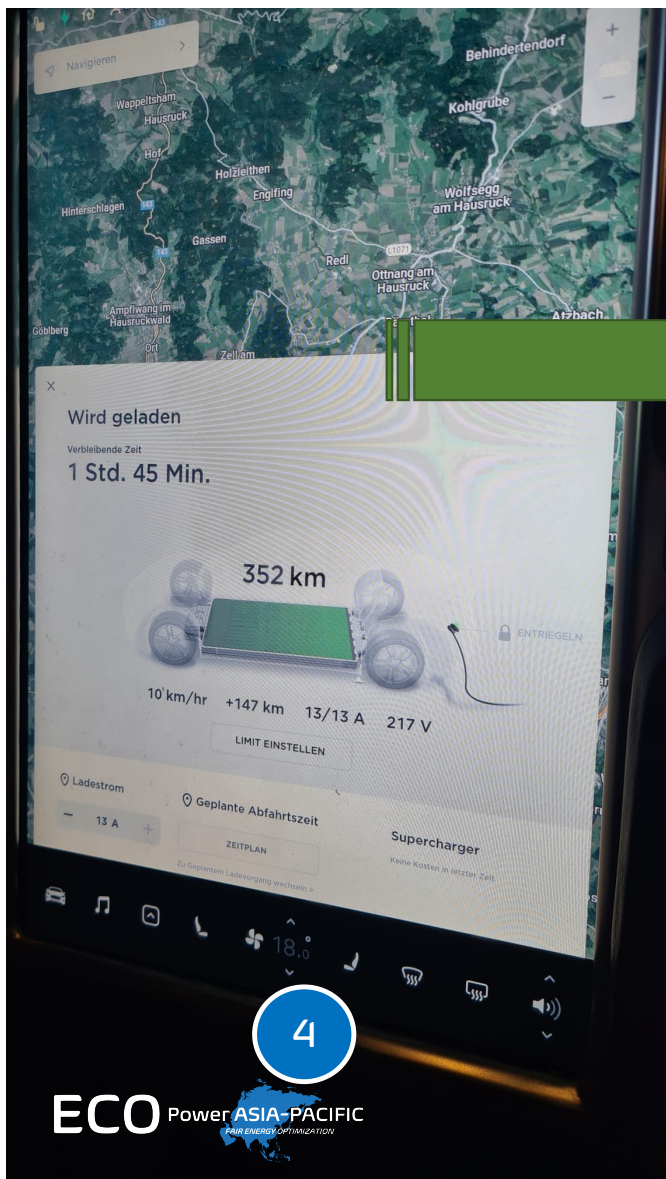 143
Navigieren
Behindertendorf
Wappeltsham
Kohlgrube
Hausruck
Hof
Holzleithen
Englfing
Wolfsegg
am Hausruck
Hinterschlagen
143
Gassen
L1071
143
Redl
Ottnang am
Hausruck
Ampflwang im
Hausruckwald
Atzbach
Göblberg
Ort
Zell am
Wird geladen
Verbleibende Zeit
1 Std. 45 Min.
352 km
ENTRIEGELN
10 km/hr +147 km 13/13 A 217 V
LIMIT EINSTELLEN
Ladestrom
13 A
Geplante Abfahrtszeit
ZEITPLAN
Zu Geplantem Ladevorgang wechseln >
Supercharger
Keine Kosten in letzter Zeit
18.0°
4
ECO Power ASIA-PACIFIC
FAIR ENERGY OPTIMIZATION